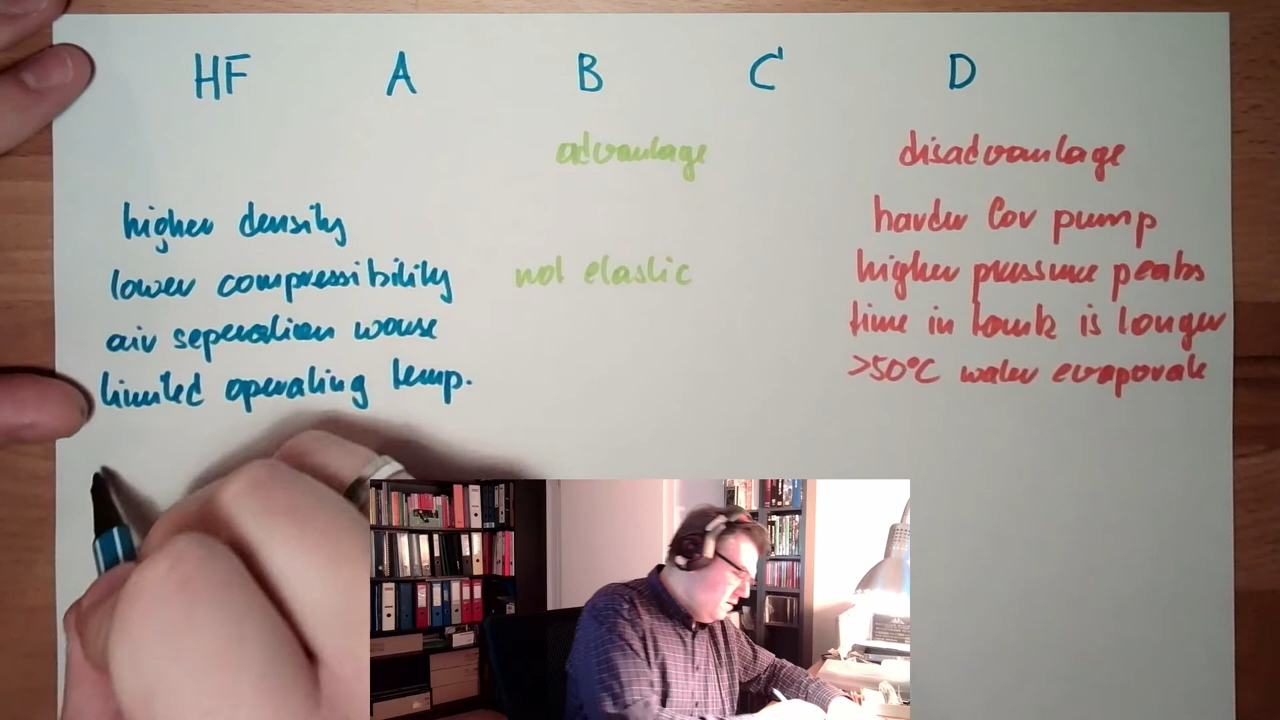 HF A B C D
advantage disadvantage
higher density harder for pump
lower compressibility not elastic higher pressure peaks
air seperation worse time in tank is longer
limited operating temp. >50°C water evaporate